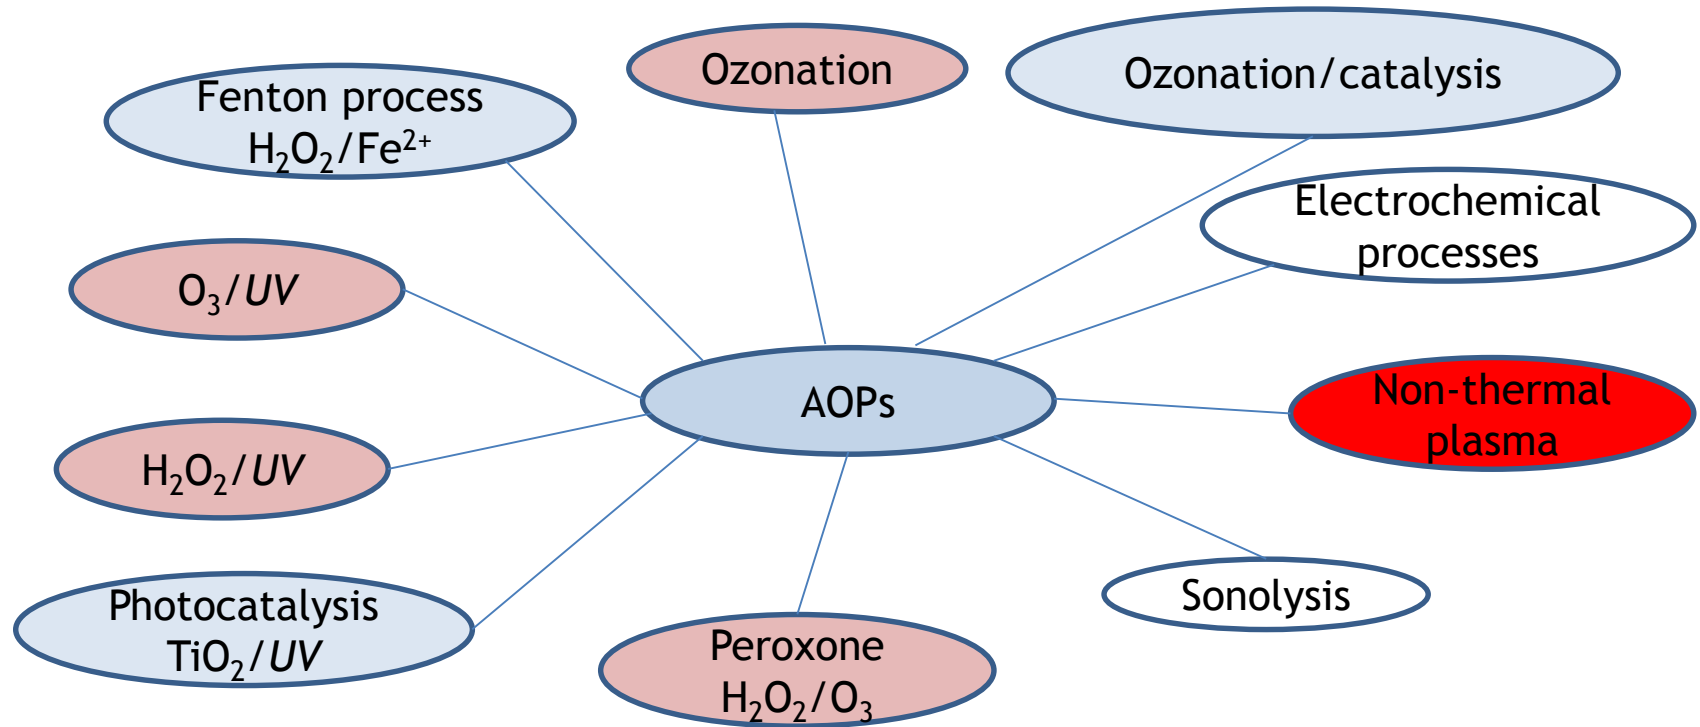 Ozonation
Ozonation/catalysis
Fenton process
H₂O₂/Fe²⁺
Electrochemical
processes
O₃/UV
AOPs
Non-thermal
plasma
H₂O₂/UV
Sonolysis
Photocatalysis
TiO₂/UV
Peroxone
H₂O₂/O₃